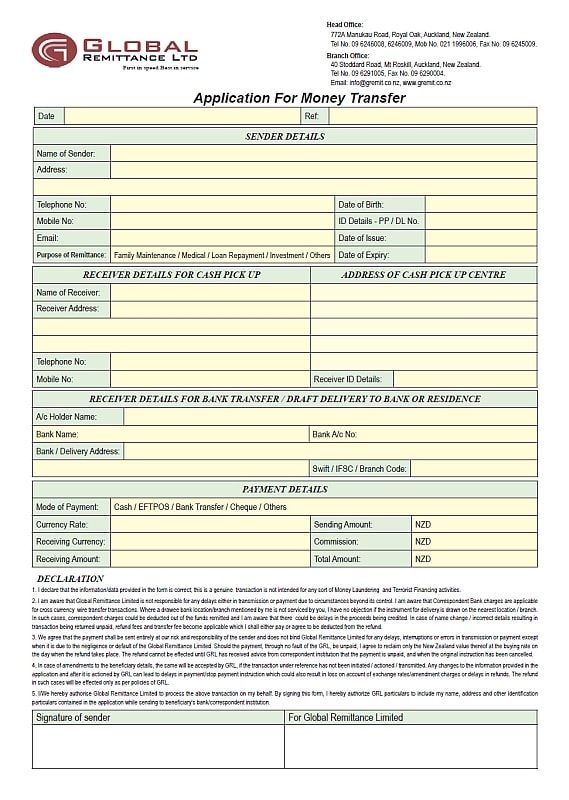 GLOBAL
REMITTANCE LTD
First in speed Best in service
Head Office:
772A Manukau Road, Royal Oak, Auckland, New Zealand.
Tel No. 09 6246008, 6246009, Mob No. 021 1996006, Fax No. 09 6245009.
Branch Office:
40 Stoddard Road, Mt Roskill, Auckland, New Zealand.
Tel No. 09 6291005, Fax No. 09 6290004.
Email: info@gremit.co.nz, www.gremit.co.nz
Application For Money Transfer
Date Ref:
SENDER DETAILS
Name of Sender:
Address:
Telephone No: Date of Birth:
Mobile No: ID Details - PP / DL No.
Email: Date of Issue:
Purpose of Remittance: Family Maintenance / Medical / Loan Repayment / Investment / Others Date of Expiry:
RECEIVER DETAILS FOR CASH PICK UP ADDRESS OF CASH PICK UP CENTRE
Name of Receiver:
Receiver Address:
Telephone No:
Mobile No: Receiver ID Details:
RECEIVER DETAILS FOR BANK TRANSFER / DRAFT DELIVERY TO BANK OR RESIDENCE
A/c Holder Name:
Bank Name: Bank A/c No:
Bank / Delivery Address:
Swift / IFSC / Branch Code:
PAYMENT DETAILS
Mode of Payment: Cash / EFTPOS / Bank Transfer / Cheque / Others
Currency Rate: Sending Amount: NZD
Receiving Currency: Commission: NZD
Receiving Amount: Total Amount: NZD
DECLARATION
1. I declare that the information/data provided in the form is correct; this is a genuine transaction is not intended for any sort of Money Laundering and Terrorist Financing activities.
2. I am aware that Global Remittance Limited is not responsible for any delays either in transmission or payment due to circumstances beyond its control. I am aware that Correspondent Bank charges are applicable
for cross currency wire transfer transactions. Where a drawee bank location/branch mentioned by me is not serviced by you, I have no objection if the instrument for delivery is drawn on the nearest location / branch.
In such cases, correspondent charges could be deducted out of the funds remitted and I am aware that there could be delays in the proceeds being credited. In case of name change / incorrect details resulting in
transaction being returned unpaid, refund fees and transfer fee become applicable which I shall either pay or agree to be deducted from the refund.
3. We agree that the payment shall be sent entirely at our risk and responsibility of the sender and does not bind Global Remittance Limited for any delays, interruptions or errors in transmission or payment except
when it is due to the negligence or default of the Global Remittance Limited. Should the payment, through no fault of the GRL, be unpaid, I agree to reclaim only the New Zealand value thereof at the buying rate on
the day when the refund takes place. The refund cannot be effected until GRL has received advice from correspondent institution that the payment is unpaid, and when the original instruction has been cancelled.
4. In case of amendments to the beneficiary details, the same will be accepted by GRL, if the transaction under reference has not been initiated / actioned / transmitted. Any changes to the information provided in the
application and after it is actioned by GRL can lead to delays in payment/stop payment instruction which could also result in loss on account of exchange rates/amendment charges or delays in refunds. The refund
in such cases will be effected only as per policies of GRL.
5. I/We hereby authorise Global Remittance Limited to process the above transaction on my behalf. By signing this form, I hereby authorize GRL particulars to include my name, address and other identification
particulars contained in the application while sending to beneficiary's bank/correspondent institution.
Signature of sender For Global Remittance Limited